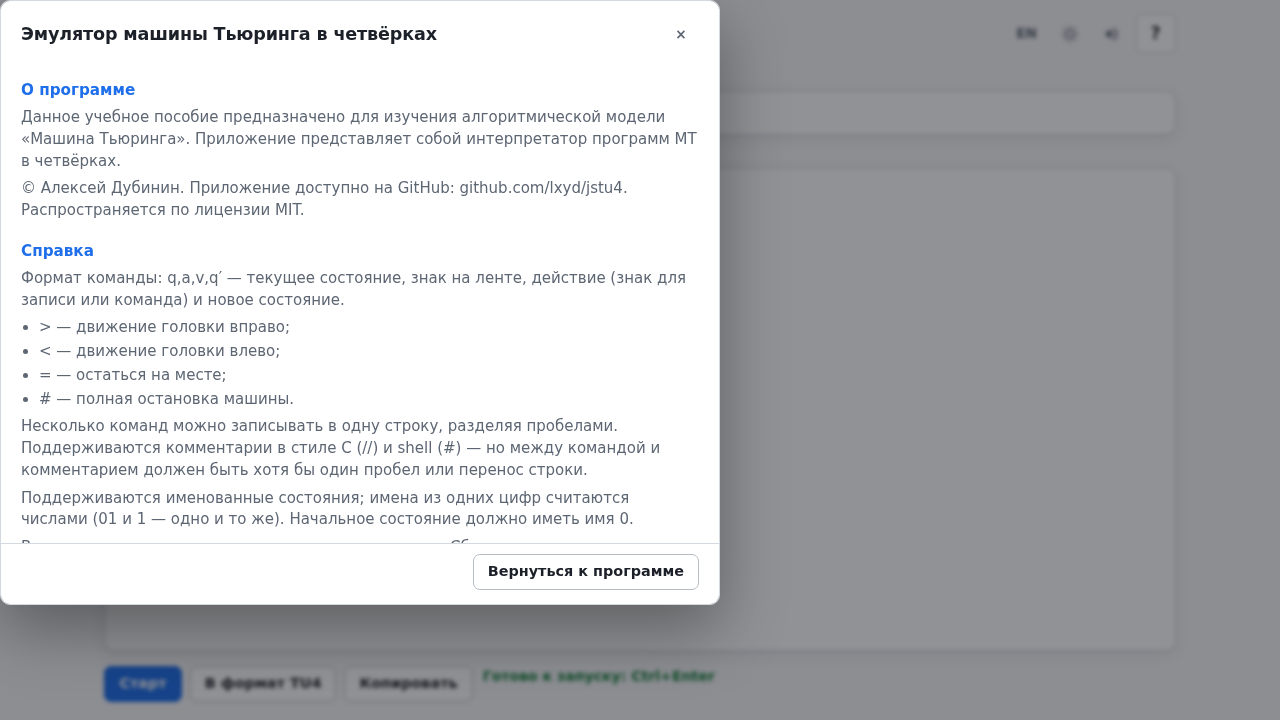 Эмулятор машины Тьюринга в четвёрках
×
EN
?
О программе
Данное учебное пособие предназначено для изучения алгоритмической модели
«Машина Тьюринга». Приложение представляет собой интерпретатор программ МТ
в четвёрках.
© Алексей Дубинин. Приложение доступно на GitHub: github.com/lxyd/jstu4.
Распространяется по лицензии MIT.
Справка
Формат команды: q,a,v,q′ — текущее состояние, знак на ленте, действие (знак для
записи или команда) и новое состояние.
• > — движение головки вправо;
• < — движение головки влево;
• = — остаться на месте;
• # — полная остановка машины.
Несколько команд можно записывать в одну строку, разделяя пробелами.
Поддерживаются комментарии в стиле C (//) и shell (#) — но между командой и
комментарием должен быть хотя бы один пробел или перенос строки.
Поддерживаются именованные состояния; имена из одних цифр считаются
числами (01 и 1 — одно и то же). Начальное состояние должно иметь имя 0.
Вернуться к программе
Старт
В формат TU4
Копировать
Готово к запуску: Ctrl+Enter